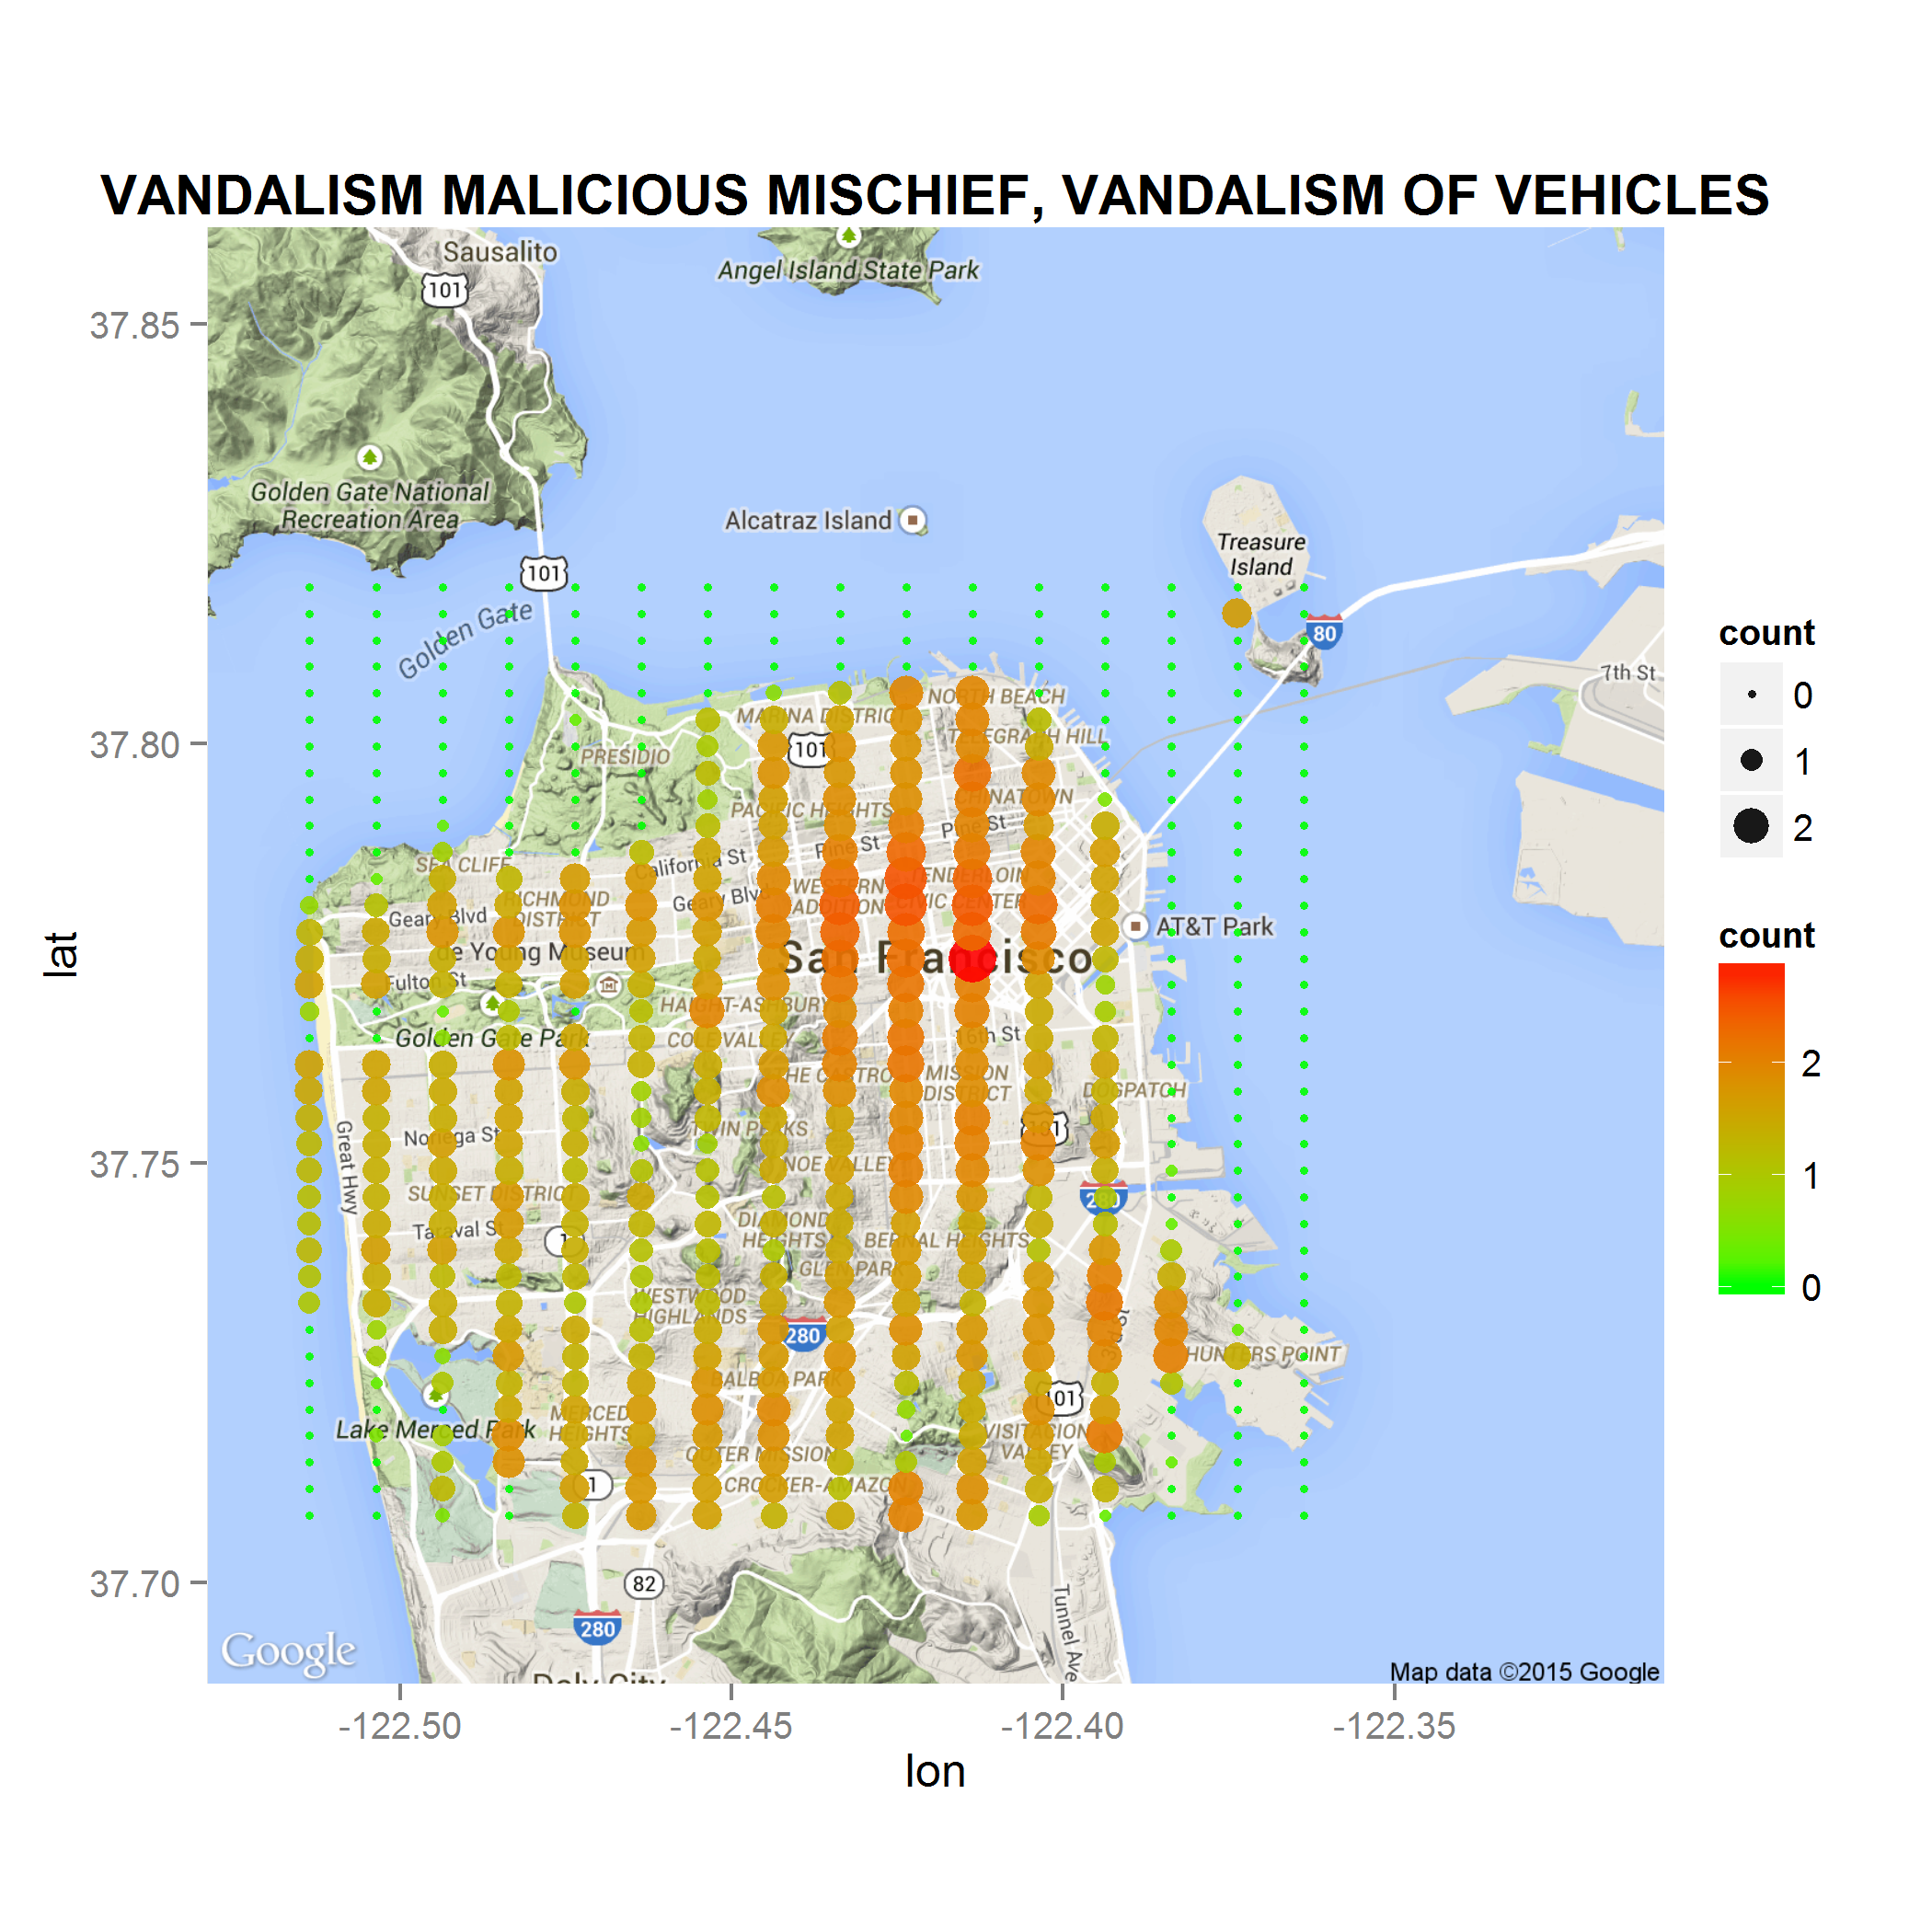 VANDALISM MALICIOUS MISCHIEF, VANDALISM OF VEHICLES
Sausalito
101
Angel Island State Park
37.85
Golden Gate National
Recreation Area
Alcatraz Island
Treasure
Island
101
Golden Gate
80
7th St
count
0
1
2
NORTH BEACH
MARINA DISTRICT
37.80
101
TELEGRAPH HILL
PRESIDIO
PACIFIC HEIGHTS
CHINATOWN
Pine St
Pine St
SEA CLIFF
California St
RICHMOND
DISTRICT
Geary Blvd
Geary Blvd
WESTERN
ADDITION
TENDERLOIN
CIVIC CENTER
AT&T Park
de Young Museum
San Francisco
Fulton St
Golden Gate Park
HAIGHT-ASHBURY
COLE VALLEY
16th St
THE CASTRO
MISSION
DISTRICT
DOGPATCH
count
2
1
0
lat
Great Hwy
Noriega St
TWIN PEAKS
101
37.75
NOE VALLEY
SUNSET DISTRICT
280
Taraval St
1
DIAMOND
HEIGHTS
BERNAL HEIGHTS
GLEN PARK
WESTWOOD
HIGHLANDS
280
3rd St
HUNTERS POINT
BALBOA PARK
101
Lake Merced Park
MERCED
HEIGHTS
OUTER MISSION
VISITACION
VALLEY
1
CROCKER-AMAZON
37.70
82
280
Tunnel Ave
Google
Daly City
Map data ©2015 Google
-122.50
-122.45
-122.40
-122.35
lon